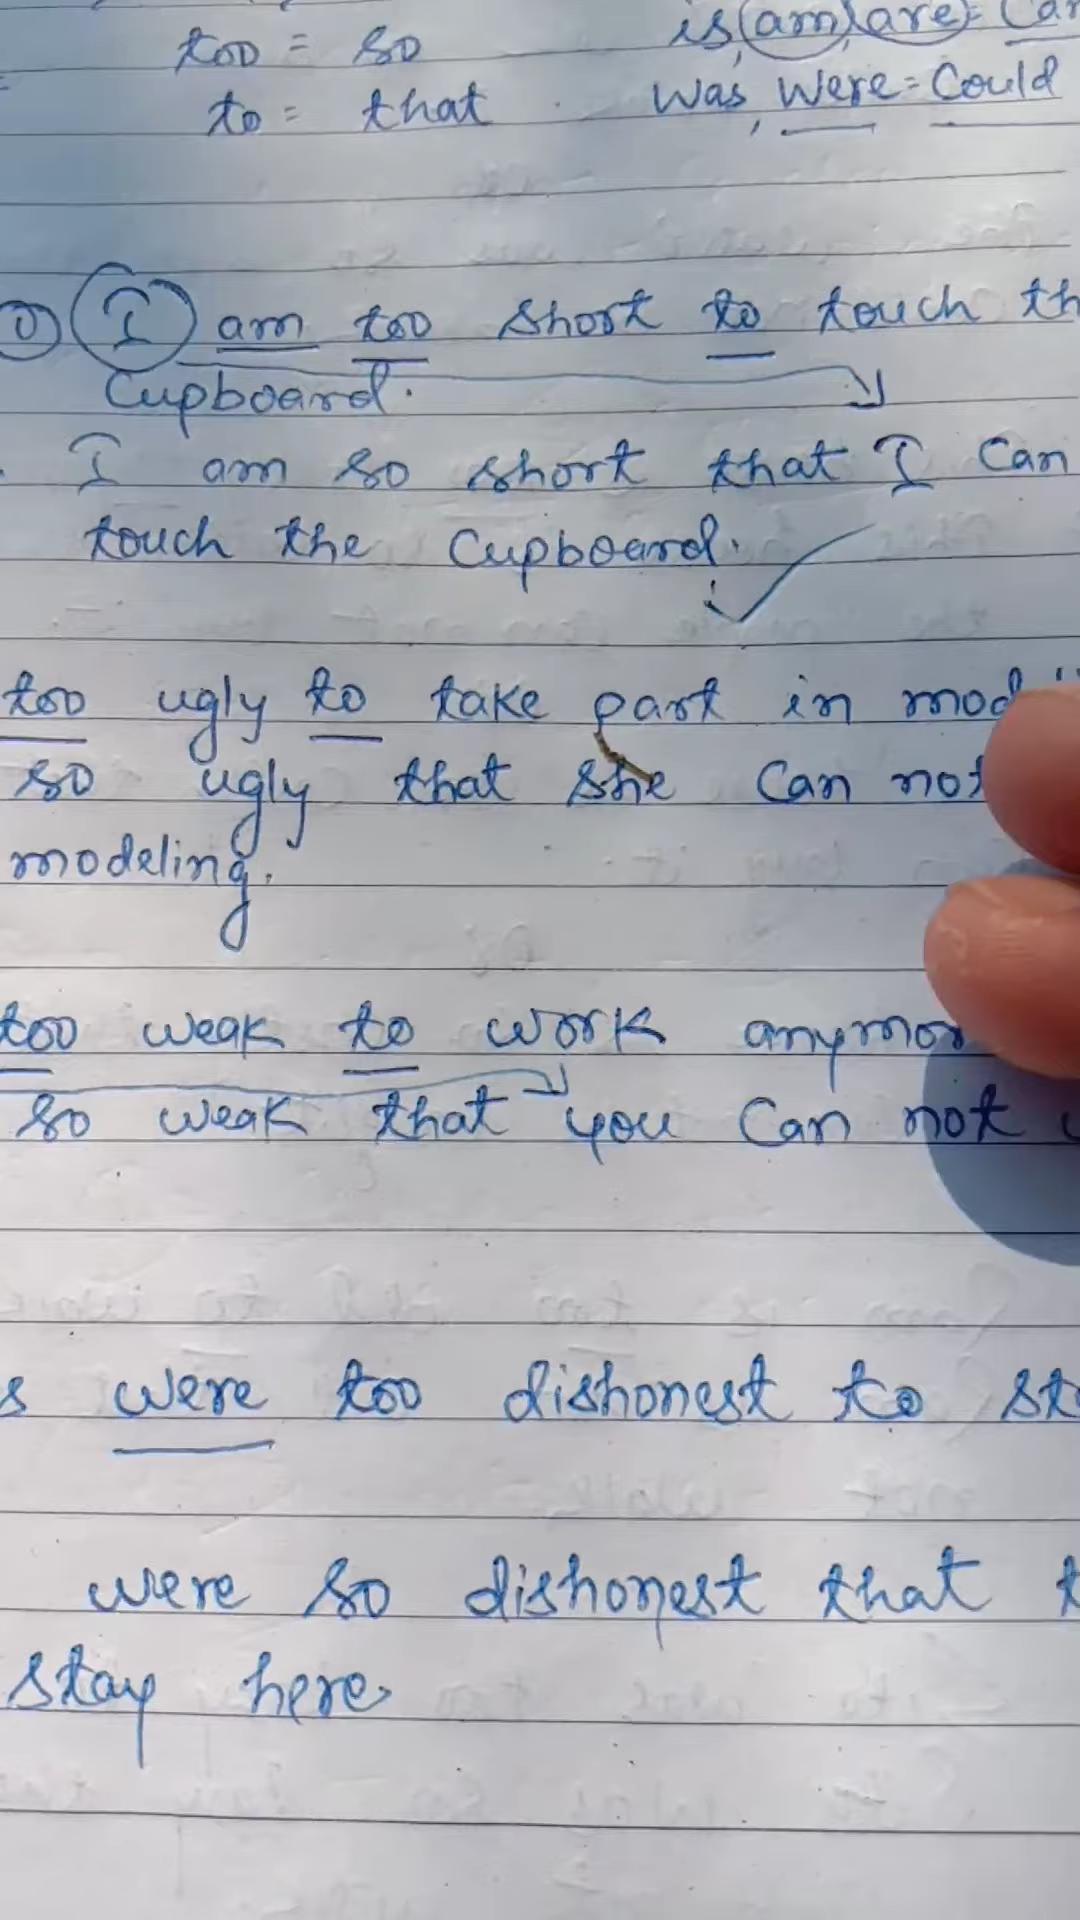 too = so is, am, are = Can
to = that was, were = Could
I am too short to touch th
Cupboard.
I am so short that I Can
touch the Cupboard.
too ugly to take part in mod
so ugly that she Can not
modeling.
too weak to work anymor
so weak that you Can not
s were too dishonest to st
were so dishonest that t
stay here